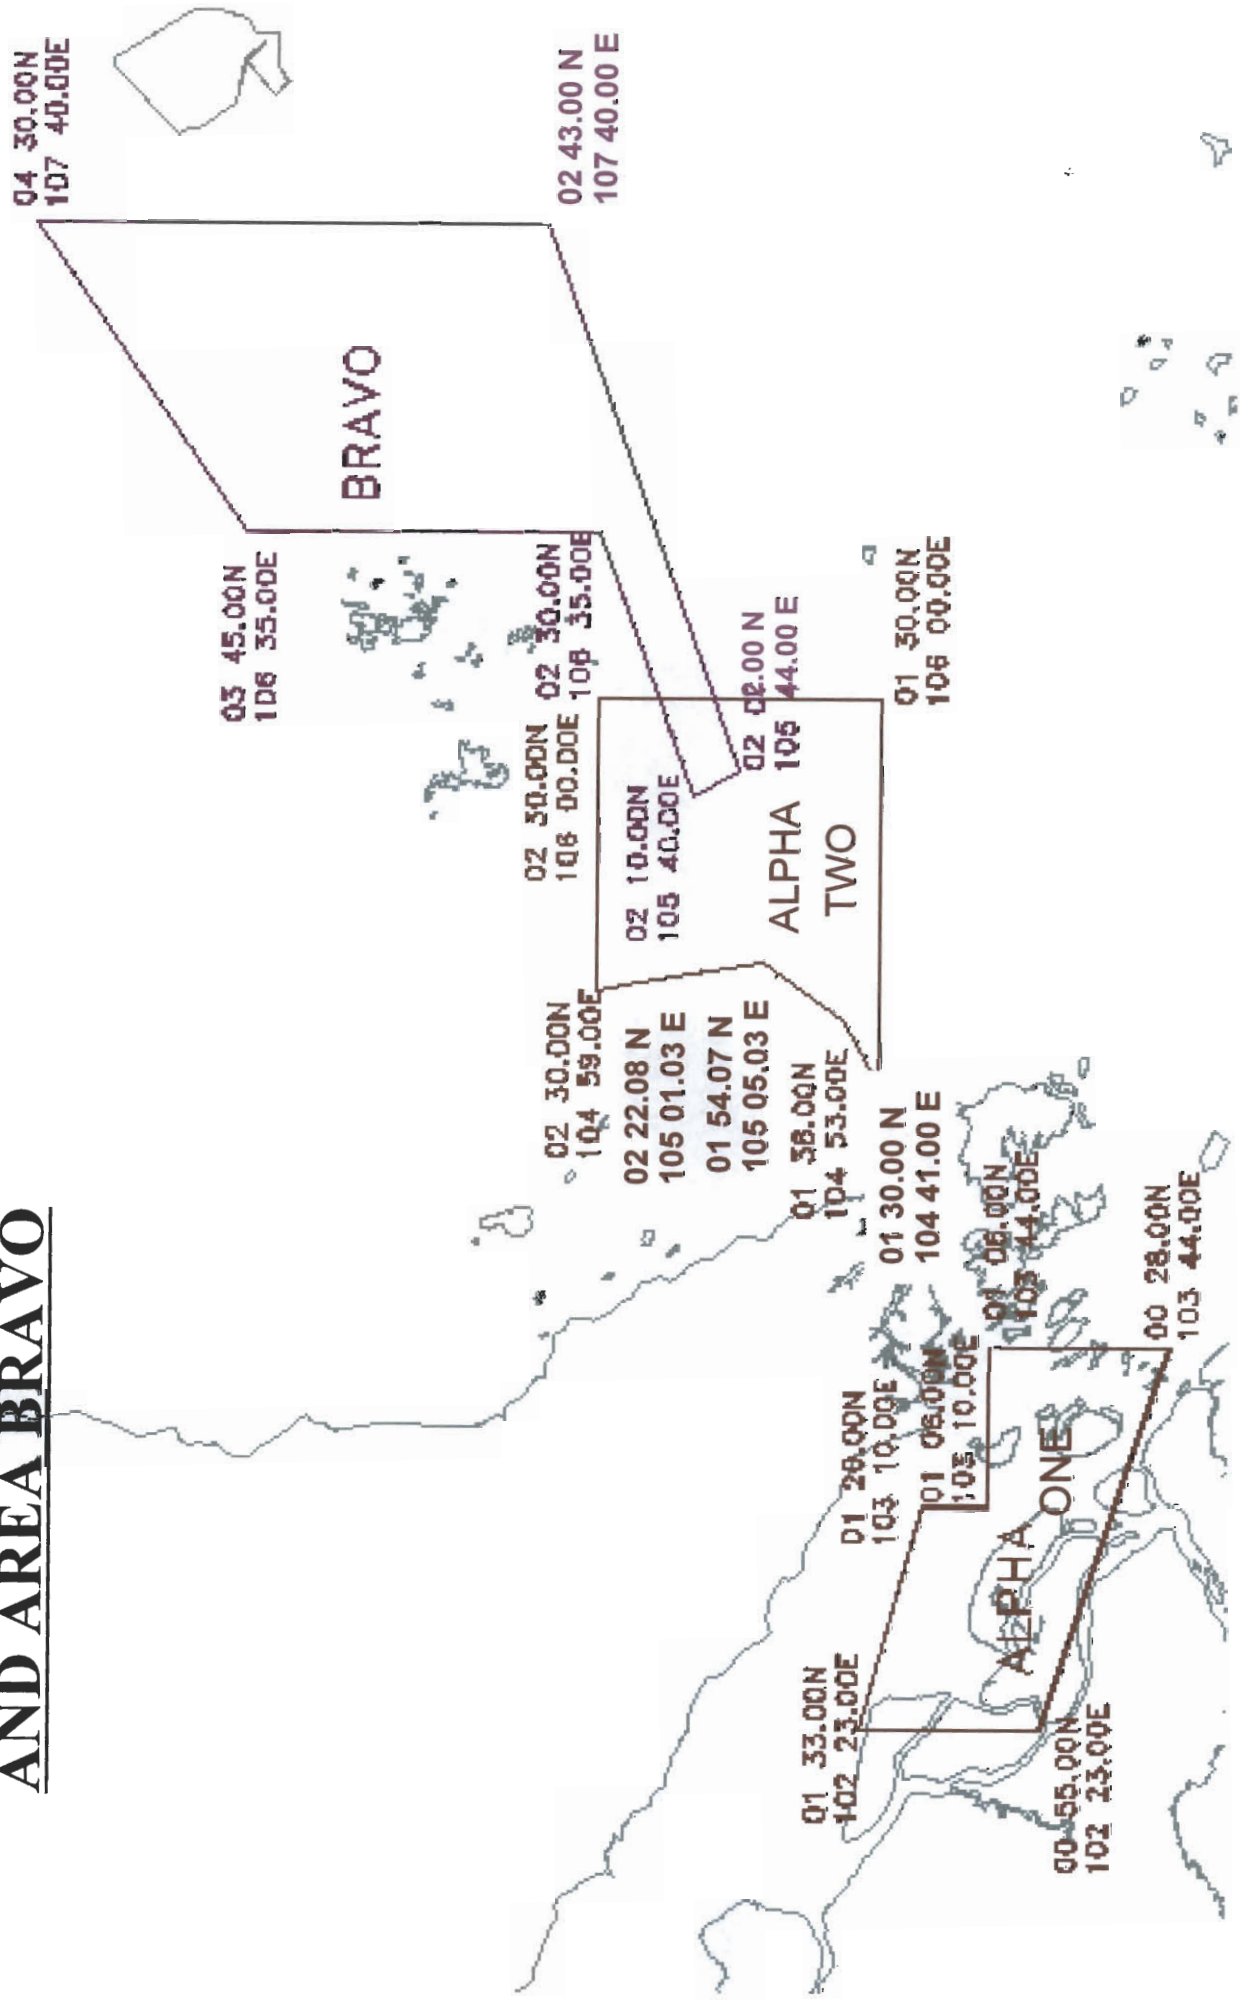 AND AREA BRAVO
04 30.00N
107 40.00E
02 43.00 N
107 40.00 E
BRAVO
03 45.00N
106 35.00E
02 30.00N
106 35.00E
02 02.00 N
105 44.00 E
01 30.00N
106 00.00E
02 30.00N
106 00.00E
02 10.00N
105 40.00E
ALPHA
TWO
02 30.00N
104 59.00E
02 22.08 N
105 01.03 E
01 54.07 N
105 05.03 E
01 38.00N
104 53.00E
01 30.00 N
104 41.00 E
01 06.00N
103 44.00E
00 28.00N
103 44.00E
01 20.00N
103 10.00E
01 06.00N
103 10.00E
ALPHA ONE
01 33.00N
102 23.00E
00 55.00N
102 23.00E